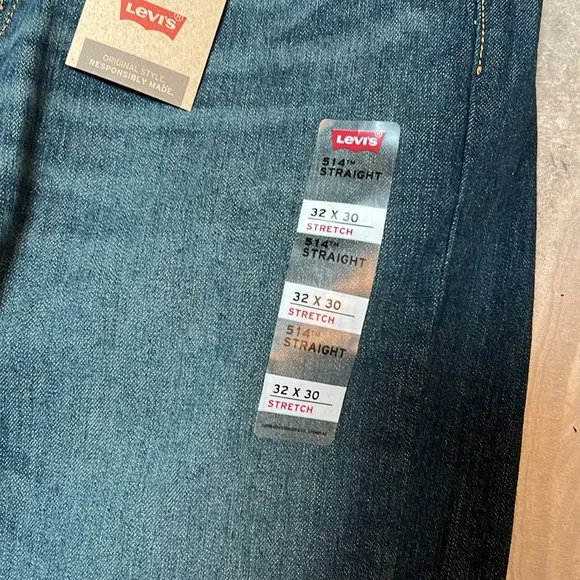 Levi's®
ORIGINAL STYLE.
RESPONSIBLY MADE.
Levi's®
514™
STRAIGHT
32 X 30
STRETCH
514™
STRAIGHT
32 X 30
STRETCH
514™
STRAIGHT
32 X 30
STRETCH